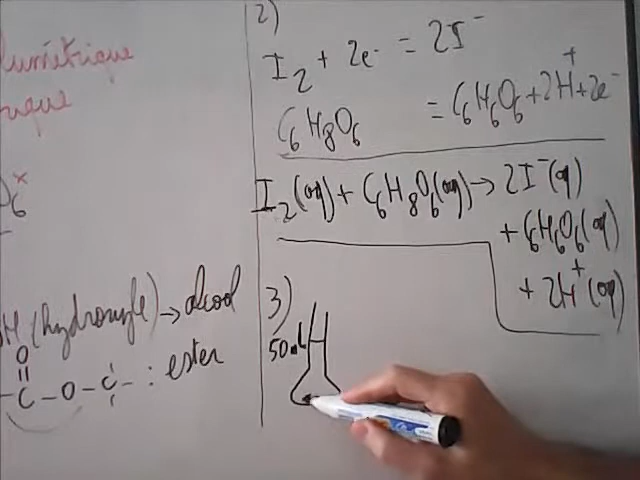 2)
I₂ + 2e⁻ = 2I⁻
C₆H₈O₆ = C₆H₆O₆ + 2H⁺ + 2e⁻
I₂(aq) + C₆H₈O₆(aq) → 2I⁻(aq)
+ C₆H₆O₆(aq)
+ 2H⁺(aq)
3)
50mL
(hydroxyle) → alcool
O
-C-O-C- : ester